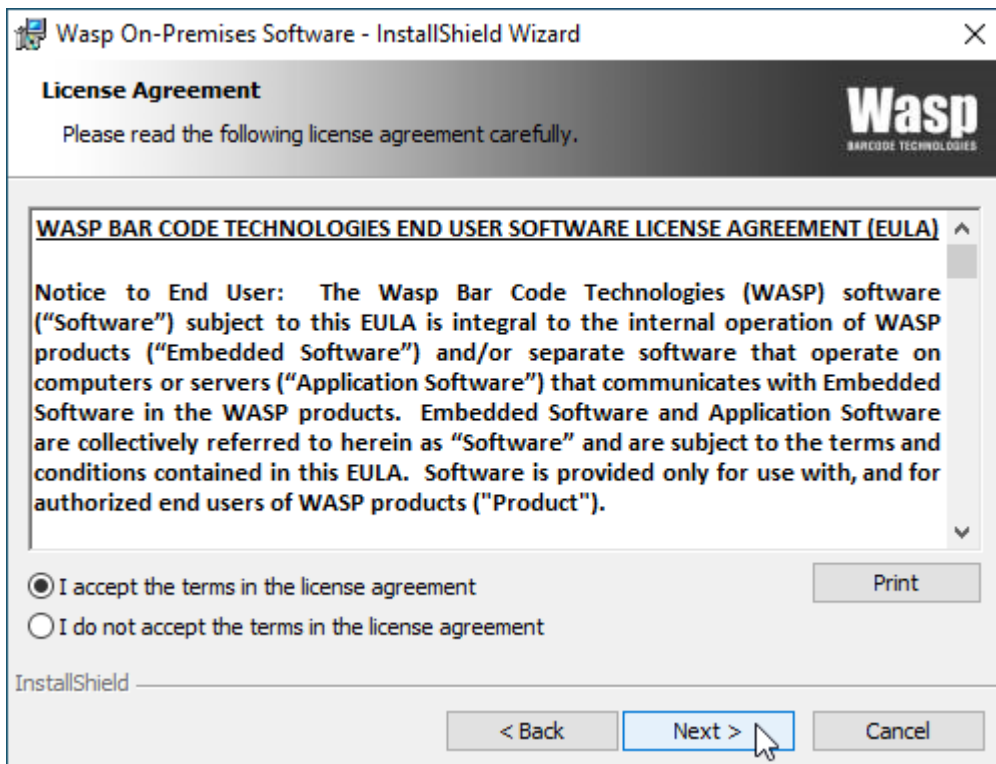 Wasp On-Premises Software - InstallShield Wizard
License Agreement
Please read the following license agreement carefully.
Wasp
BARCODE TECHNOLOGIES
WASP BAR CODE TECHNOLOGIES END USER SOFTWARE LICENSE AGREEMENT (EULA)
Notice to End User: The Wasp Bar Code Technologies (WASP) software
(“Software”) subject to this EULA is integral to the internal operation of WASP
products (“Embedded Software”) and/or separate software that operate on
computers or servers (“Application Software”) that communicates with Embedded
Software in the WASP products. Embedded Software and Application Software
are collectively referred to herein as “Software” and are subject to the terms and
conditions contained in this EULA. Software is provided only for use with, and for
authorized end users of WASP products ("Product").
I accept the terms in the license agreement
Print
I do not accept the terms in the license agreement
InstallShield
< Back
Next >
Cancel